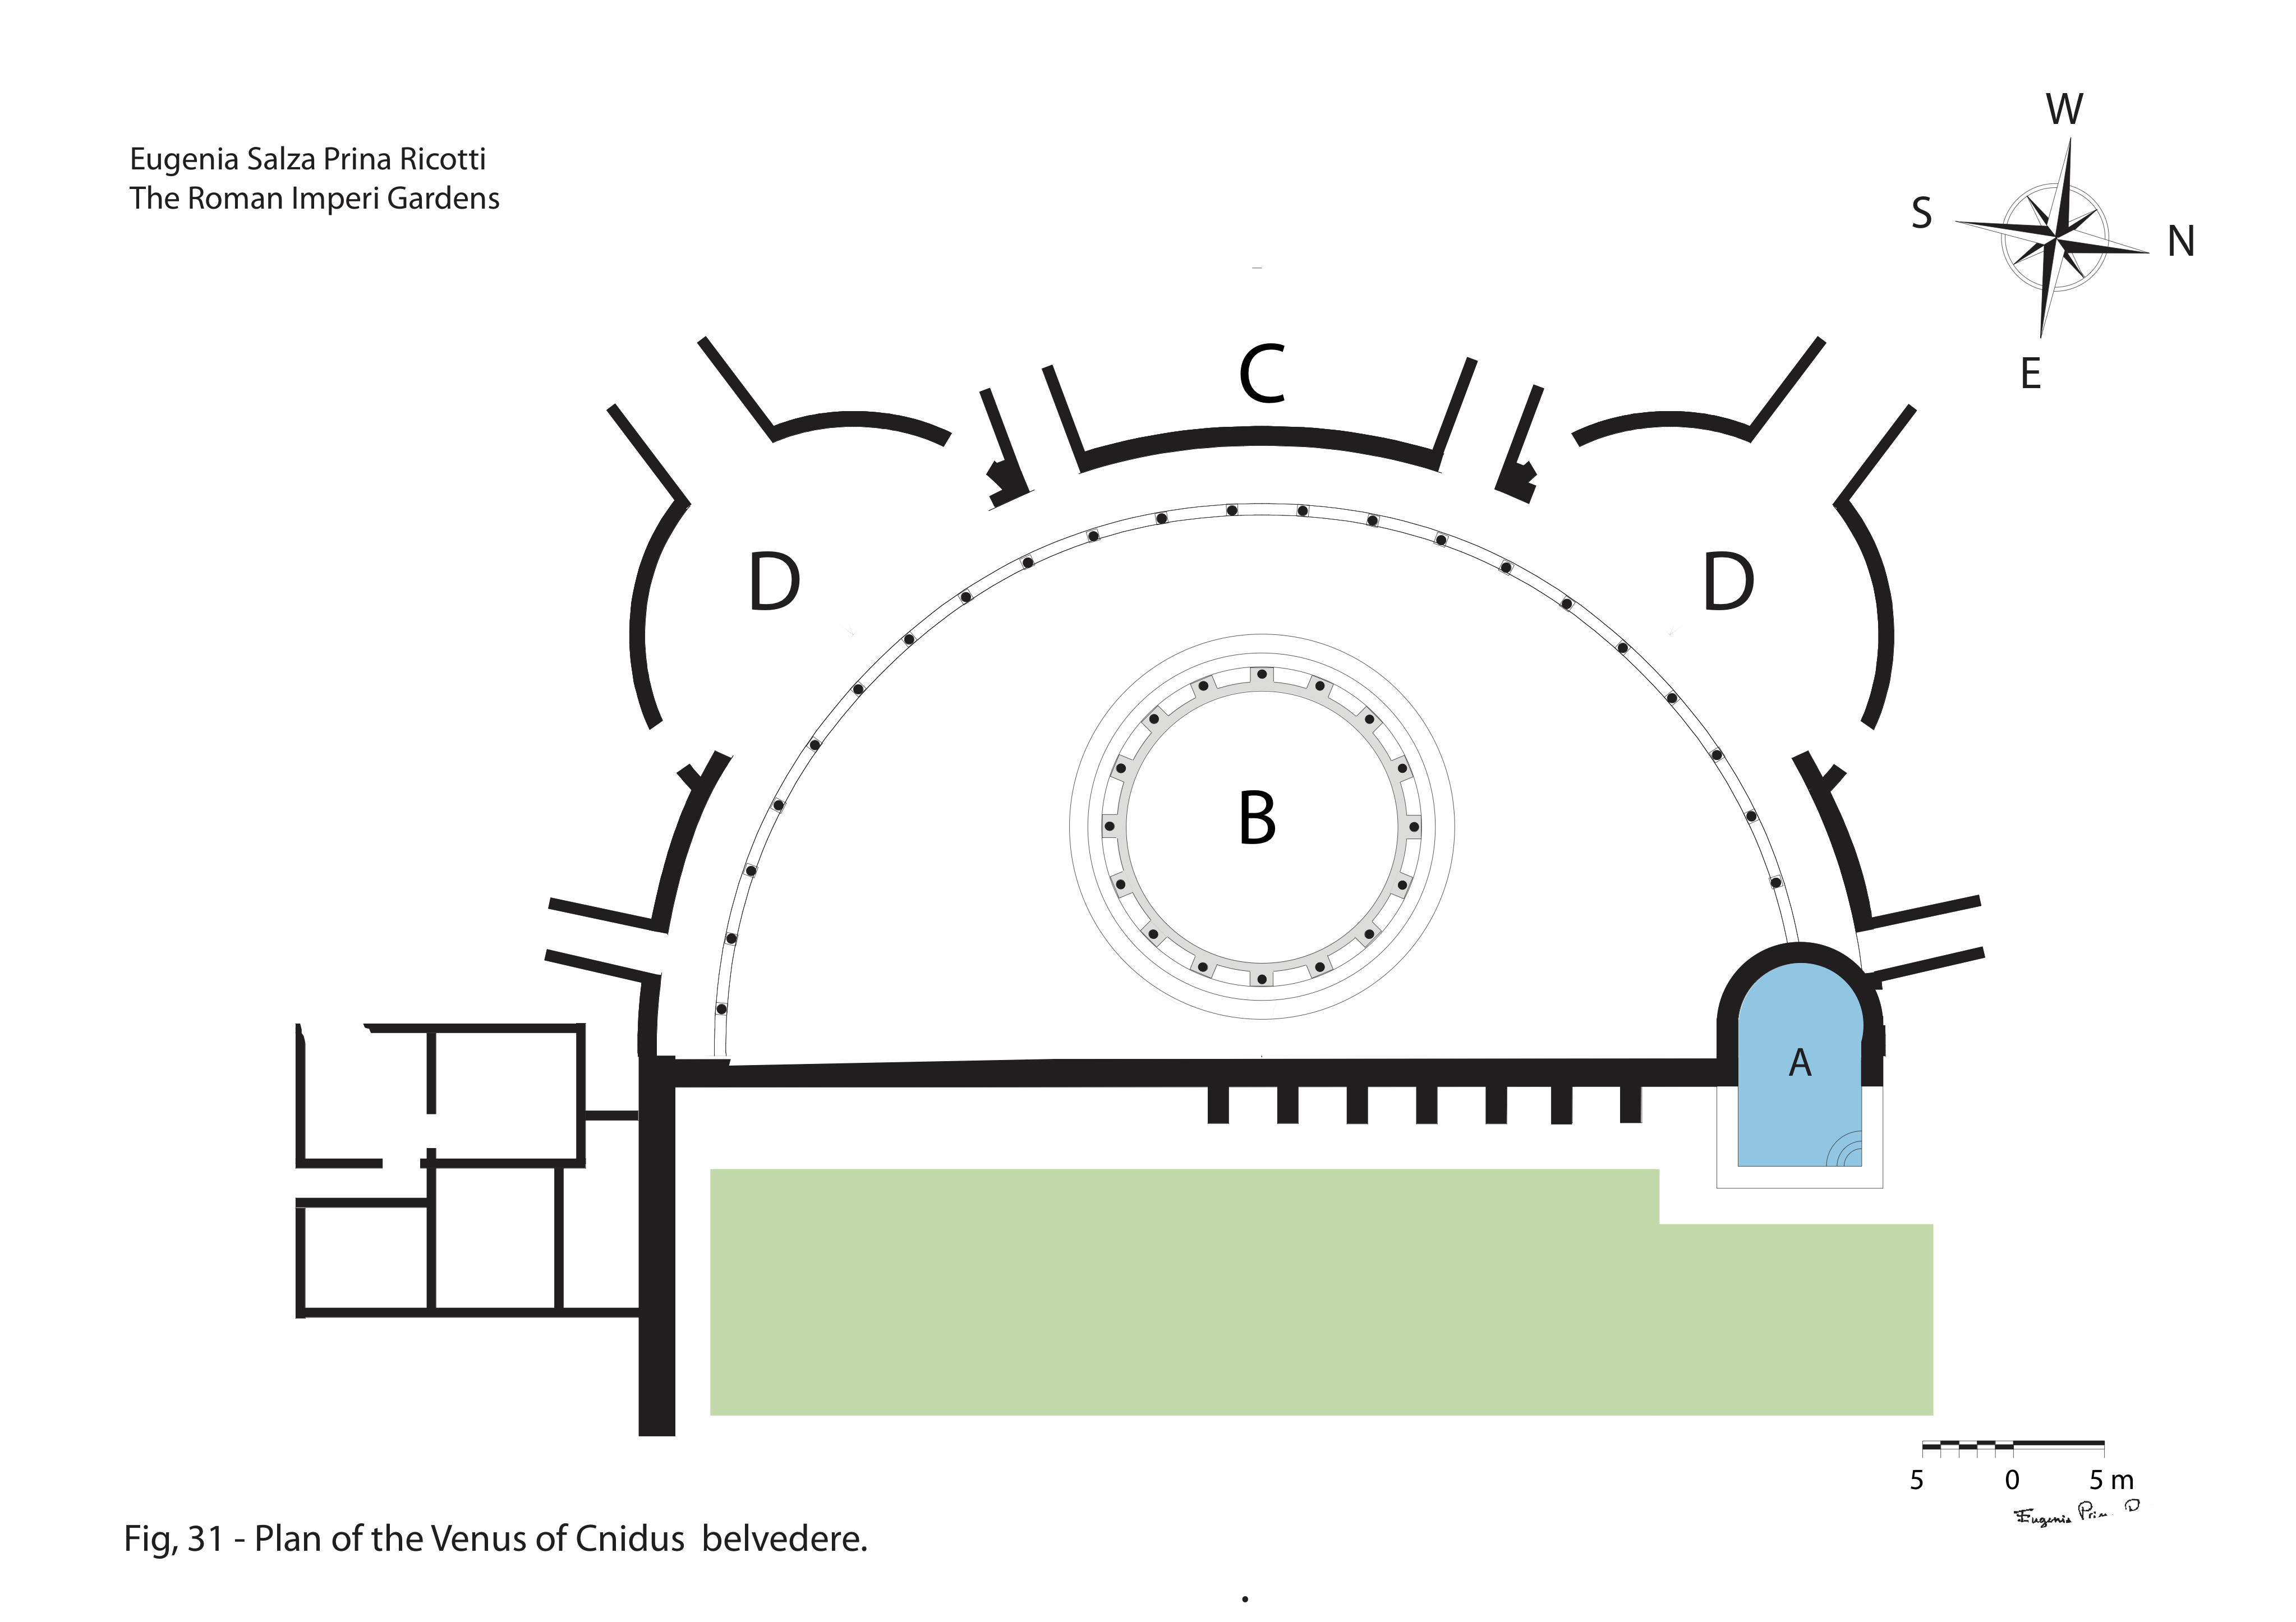 Eugenia Salza Prina Ricotti
The Roman Imperi Gardens
W
S
N
E
C
D
D
B
A
5 0 5 m
Eugenia Prin
Fig, 31 - Plan of the Venus of Cnidus belvedere.